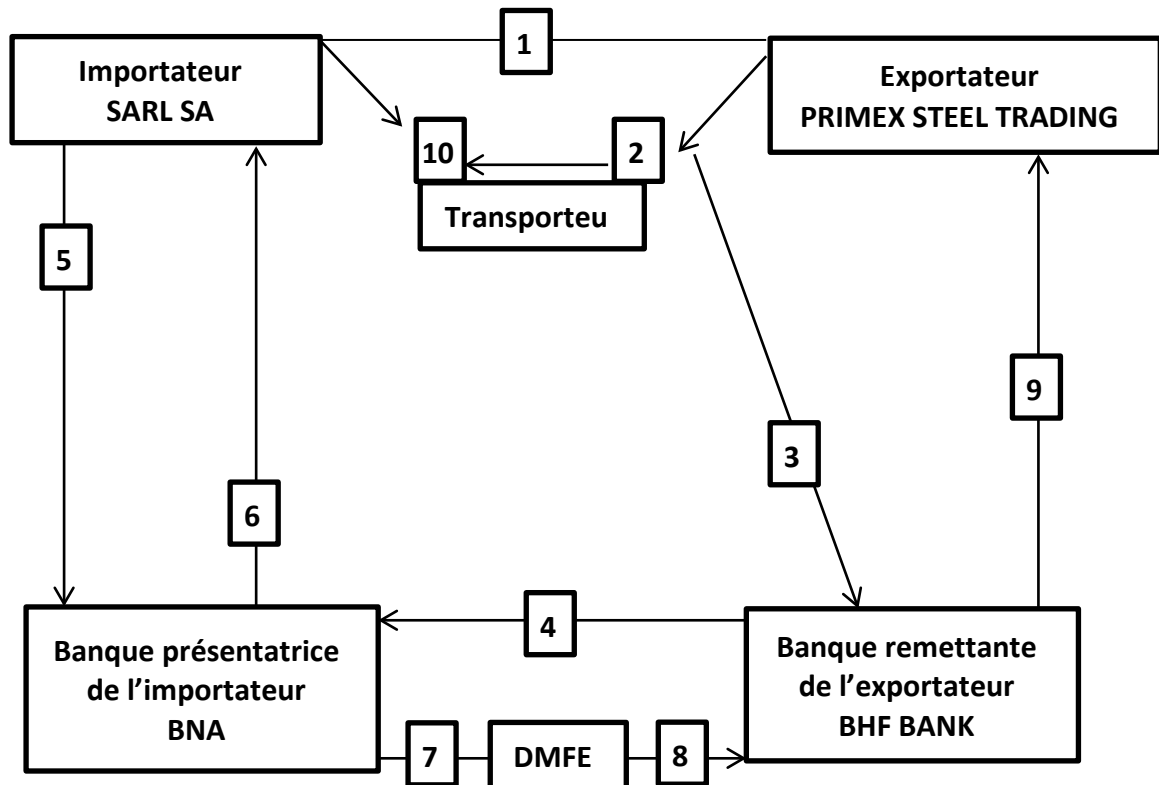 1
Importateur
SARL SA
Exportateur
PRIMEX STEEL TRADING
10
2
Transporteu
5
9
3
6
4
Banque présentatrice
de l’importateur
BNA
Banque remettante
de l’exportateur
BHF BANK
7
DMFE
8